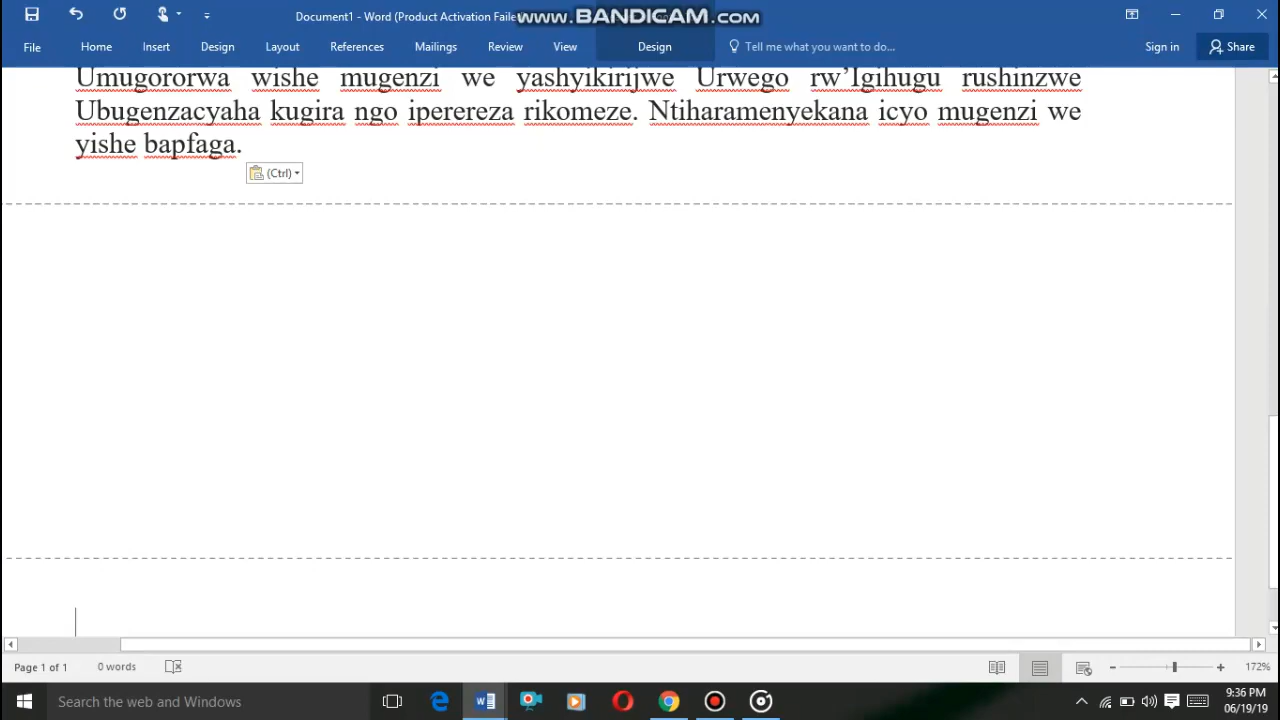 Document1 - Word (Product Activation Faile
www.BANDICAM.com
File Home Insert Design Layout References Mailings Review View Design Tell me what you want to do... Sign in Share
Umugororwa wishe mugenzi we yashyikirijwe Urwego rw’Igihugu rushinzwe
Ubugenzacyaha kugira ngo iperereza rikomeze. Ntiharamenyekana icyo mugenzi we
yishe bapfaga.
(Ctrl)
Page 1 of 1 0 words 172%
Search the web and Windows
9:36 PM
06/19/19